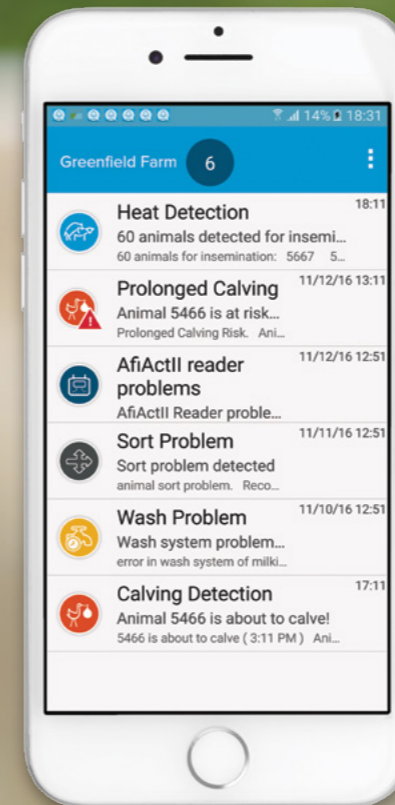 14% 18:31
Greenfield Farm 6
Heat Detection 18:11
60 animals detected for insemi...
60 animals for insemination: 5667 5...
Prolonged Calving 11/12/16 13:11
Animal 5466 is at risk...
Prolonged Calving Risk. Ani...
AfiActII reader 11/12/16 12:51
problems
AfiActII Reader proble...
Sort Problem 11/11/16 12:51
Sort problem detected
animal sort problem. Reco...
Wash Problem 11/10/16 12:51
Wash system problem...
error in wash system of milki...
Calving Detection 17:11
Animal 5466 is about to calve!
5466 is about to calve ( 3:11 PM ) Ani...